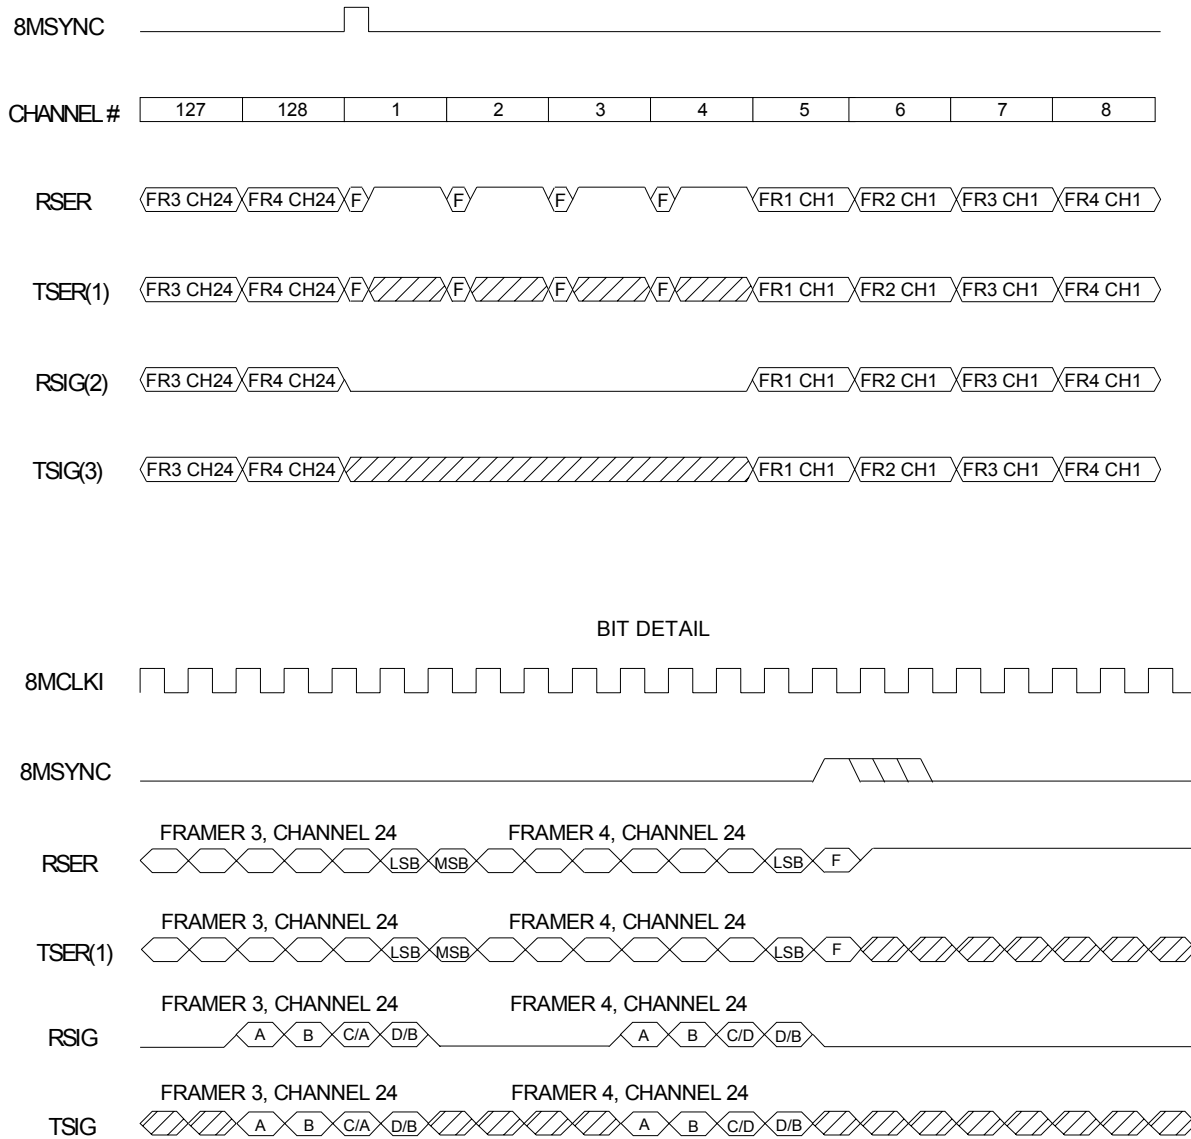 8MSYNC
CHANNEL # 127 128 1 2 3 4 5 6 7 8
RSER FR3 CH24 FR4 CH24 F F F F FR1 CH1 FR2 CH1 FR3 CH1 FR4 CH1
TSER(1) FR3 CH24 FR4 CH24 F F F F FR1 CH1 FR2 CH1 FR3 CH1 FR4 CH1
RSIG(2) FR3 CH24 FR4 CH24 FR1 CH1 FR2 CH1 FR3 CH1 FR4 CH1
TSIG(3) FR3 CH24 FR4 CH24 FR1 CH1 FR2 CH1 FR3 CH1 FR4 CH1
BIT DETAIL
8MCLKI
8MSYNC
FRAMER 3, CHANNEL 24 FRAMER 4, CHANNEL 24
RSER LSB MSB LSB F
FRAMER 3, CHANNEL 24 FRAMER 4, CHANNEL 24
TSER(1) LSB MSB LSB F
FRAMER 3, CHANNEL 24 FRAMER 4, CHANNEL 24
RSIG A B C/A D/B A B C/D D/B
FRAMER 3, CHANNEL 24 FRAMER 4, CHANNEL 24
TSIG A B C/A D/B A B C/D D/B